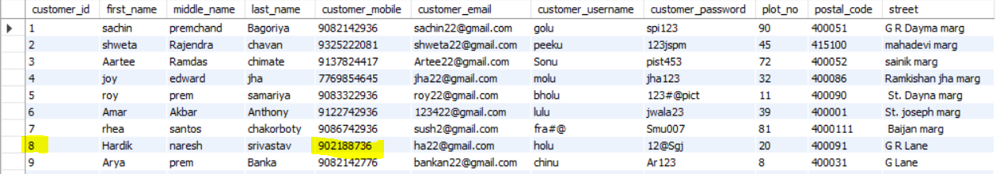 customer_id first_name middle_name last_name customer_mobile customer_email customer_username customer_password plot_no postal_code street
1 sachin premchand Bagoriya 9082142936 sachin22@gmail.com golu spi123 90 400051 G R Dayma marg
2 shweta Rajendra chavan 9325222081 shweta22@gmail.com peeku 123jspm 45 415100 mahadevi marg
3 Aartee Ramdas chimate 9137824417 Artee22@gmail.com Sonu pist453 72 400052 sainik marg
4 joy edward jha 7769854645 jha22@gmail.com molu jha123 32 400086 Ramkishan jha marg
5 roy prem samariya 9083322936 roy22@gmail.com bholu 123#@pict 11 400090 St. Dayna marg
6 Amar Akbar Anthony 9122742936 123422@gmail.com lulu jwala23 39 400001 St. joseph marg
7 rhea santos chakorboty 9086742936 sush2@gmail.com fra#@ Smu007 81 4000111 Baijan marg
8 Hardik naresh srivastav 902188736 ha22@gmail.com holu 12@Sgj 20 400091 G R Lane
9 Arya prem Banka 9082142776 bankan22@gmail.com chinu Ar123 8 400031 G Lane